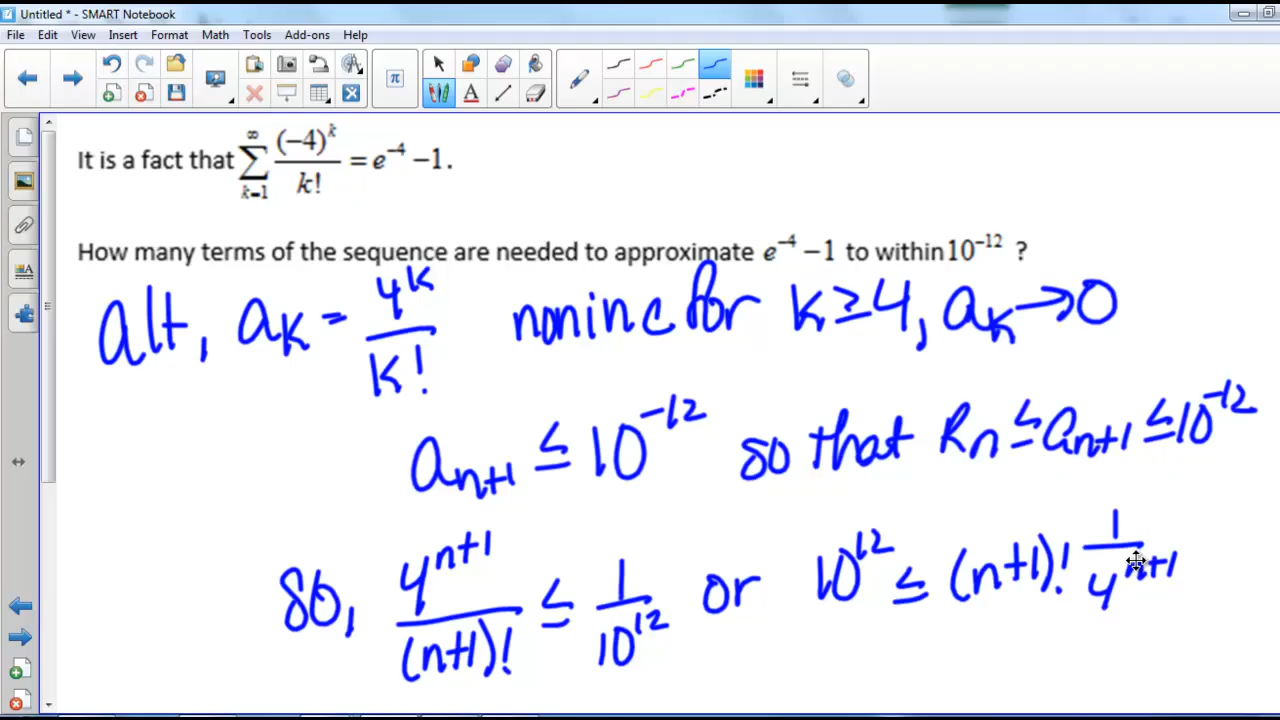 Untitled * - SMART Notebook
File Edit View Insert Format Math Tools Add-ons Help
π A
It is a fact that ∑_{k=1}^{∞} (−4)^k / k! = e^{−4} − 1.
How many terms of the sequence are needed to approximate e^{−4} − 1 to within 10^{−12} ?
alt, a_k = 4^k / k! noninc for k ≥ 4, a_k → 0
a_{n+1} ≤ 10^{−12} so that R_n ≤ a_{n+1} ≤ 10^{−12}
so, 4^{n+1} / (n+1)! ≤ 1 / 10^{12} or 10^{12} ≤ (n+1)! 1 / 4^{n+1}